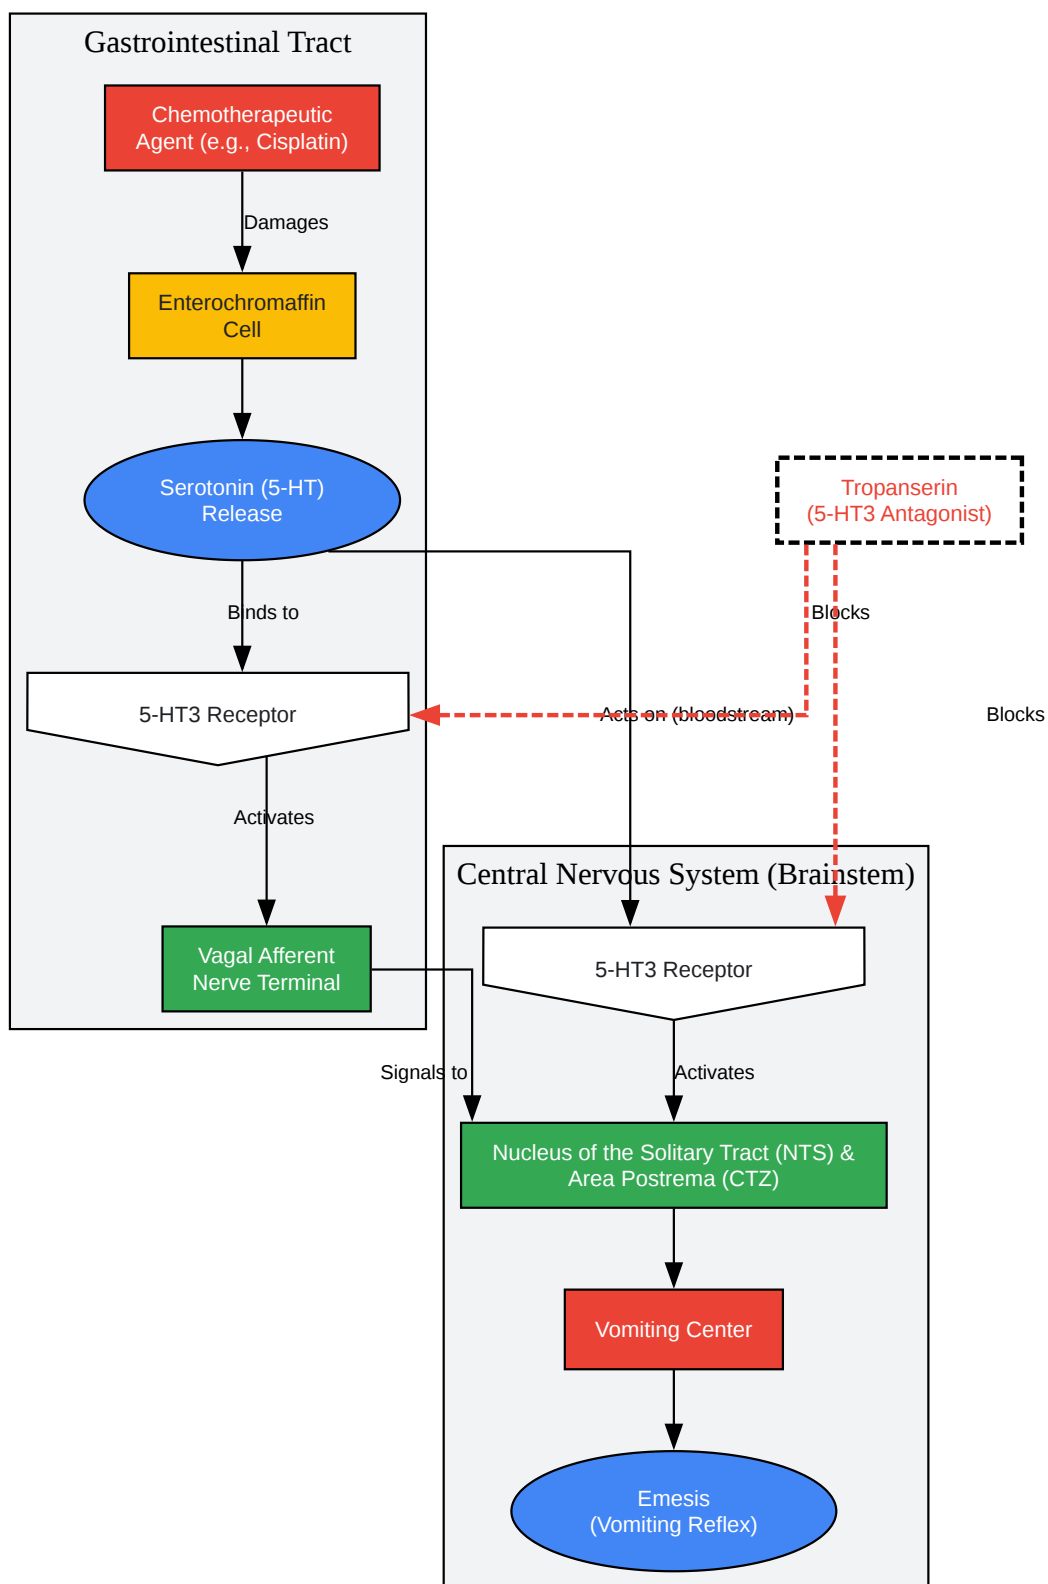 Gastrointestinal Tract
Chemotherapeutic
Agent (e.g., Cisplatin)
Damages
Enterochromaffin
Cell
Serotonin (5-HT)
Release
Tropanserin
(5-HT3 Antagonist)
Binds to
Blocks
5-HT3 Receptor
Acts on (bloodstream)
Blocks
Activates
Central Nervous System (Brainstem)
Vagal Afferent
Nerve Terminal
5-HT3 Receptor
Signals to
Activates
Nucleus of the Solitary Tract (NTS) &
Area Postrema (CTZ)
Vomiting Center
Emesis
(Vomiting Reflex)